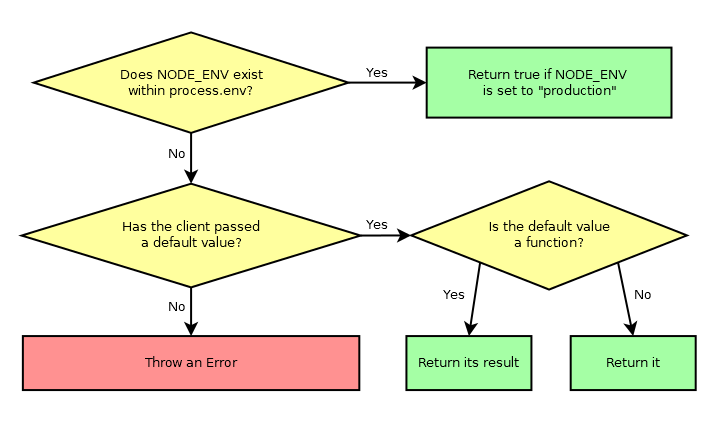 Does NODE_ENV exist
within process.env?
Yes
Return true if NODE_ENV
is set to "production"
No
Has the client passed
a default value?
Yes
Is the default value
a function?
No
Yes
No
Throw an Error
Return its result
Return it